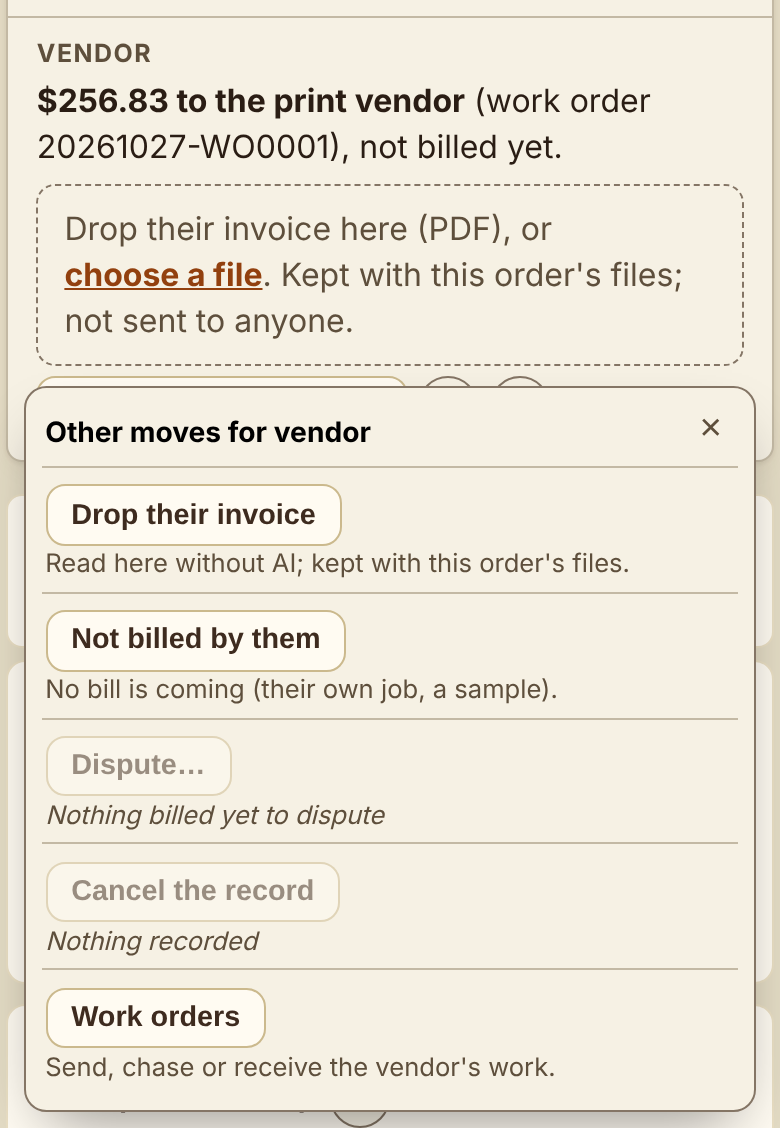 VENDOR
$256.83 to the print vendor (work order
20261027-WO0001), not billed yet.
Drop their invoice here (PDF), or
choose a file. Kept with this order's files;
not sent to anyone.
Other moves for vendor
×
Drop their invoice
Read here without AI; kept with this order's files.
Not billed by them
No bill is coming (their own job, a sample).
Dispute…
Nothing billed yet to dispute
Cancel the record
Nothing recorded
Work orders
Send, chase or receive the vendor's work.